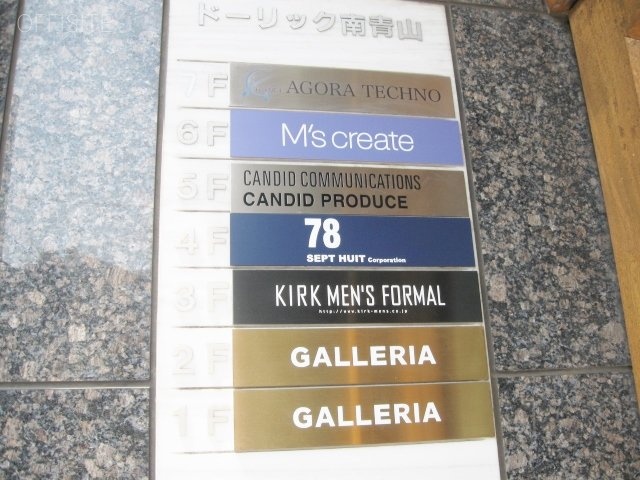 ドーリック南青山
7F AGORA TECHNO
6F M's create
5F CANDID COMMUNICATIONS
CANDID PRODUCE
4F 78
SEPT HUIT Corporation
3F KIRK MEN'S FORMAL
http://www.kirk-mens.co.jp
2F GALLERIA
1F GALLERIA